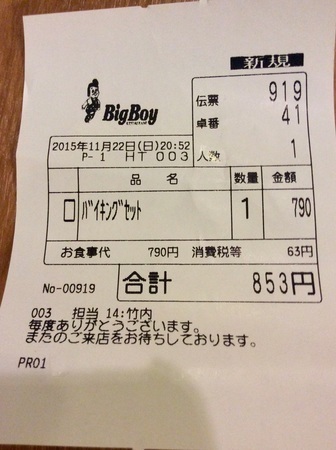 新規
BigBoy
伝票 919
卓番 41
人数 1
2015年11月22日(日)20:52
P- 1 HT 003
品 名 数量 金額
□ バイキングセット 1 790
お食事代 790円 消費税等 63円
No-00919 合計 853円
003 担当 14:竹内
毎度ありがとうございます。
またのご来店をお待ちしております。
PR01